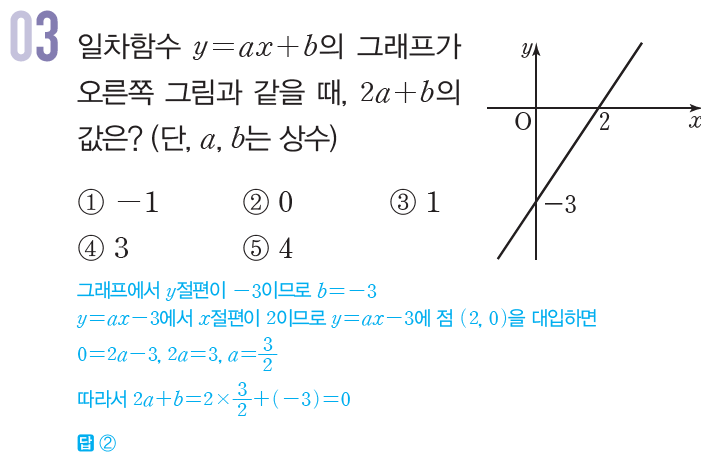 03
일차함수 y=ax+b의 그래프가
오른쪽 그림과 같을 때, 2a+b의
값은? (단, a, b는 상수)
① -1 ② 0 ③ 1
④ 3 ⑤ 4
y
O 2 x
-3
그래프에서 y절편이 -3이므로 b=-3
y=ax-3에서 x절편이 2이므로 y=ax-3에 점 (2, 0)을 대입하면
0=2a-3, 2a=3, a=3/2
따라서 2a+b=2×3/2+(-3)=0
답 ②